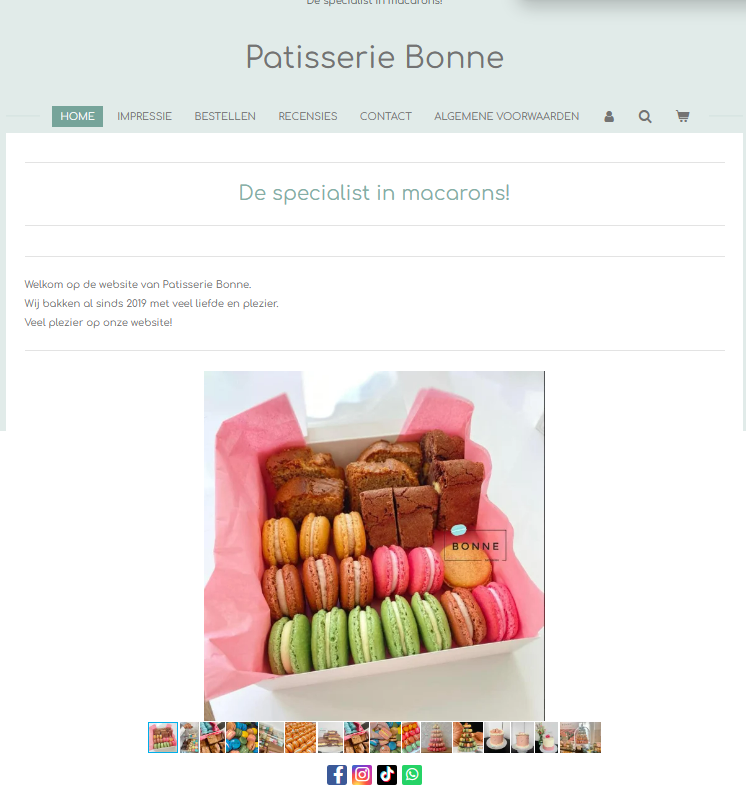 De specialist in macarons!
Patisserie Bonne
HOME IMPRESSIE BESTELLEN RECENSIES CONTACT ALGEMENE VOORWAARDEN
De specialist in macarons!
Welkom op de website van Patisserie Bonne.
Wij bakken al sinds 2019 met veel liefde en plezier.
Veel plezier op onze website!
BONNE